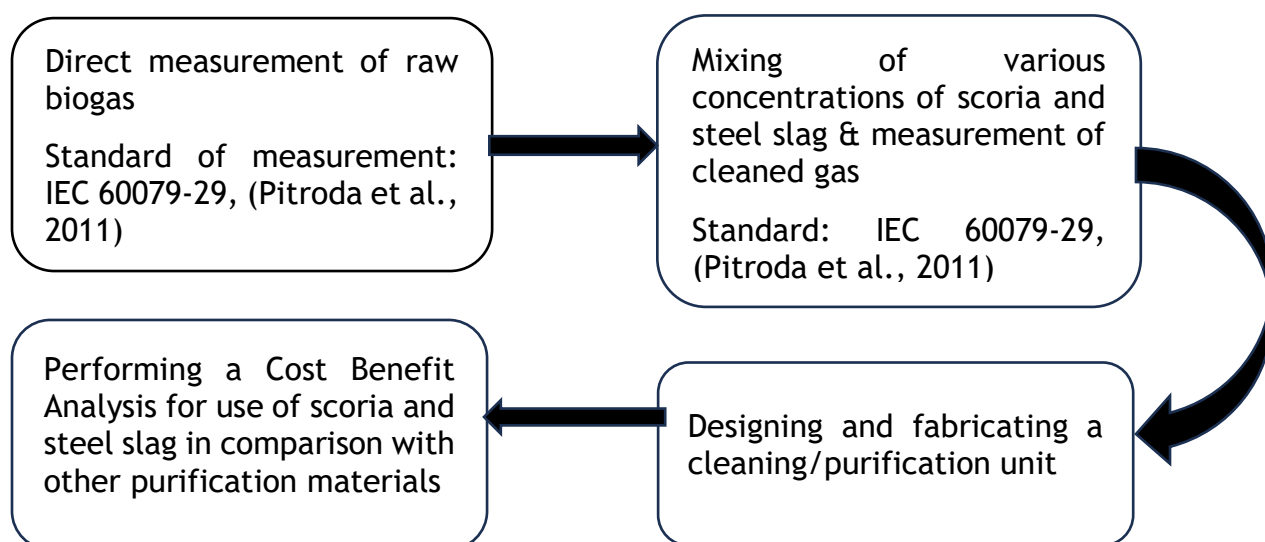 Direct measurement of raw
biogas
Standard of measurement:
IEC 60079-29, (Pitroda et al.,
2011)
Mixing of various
concentrations of scoria and
steel slag & measurement of
cleaned gas
Standard: IEC 60079-29,
(Pitroda et al., 2011)
Designing and fabricating a
cleaning/purification unit
Performing a Cost Benefit
Analysis for use of scoria and
steel slag in comparison with
other purification materials